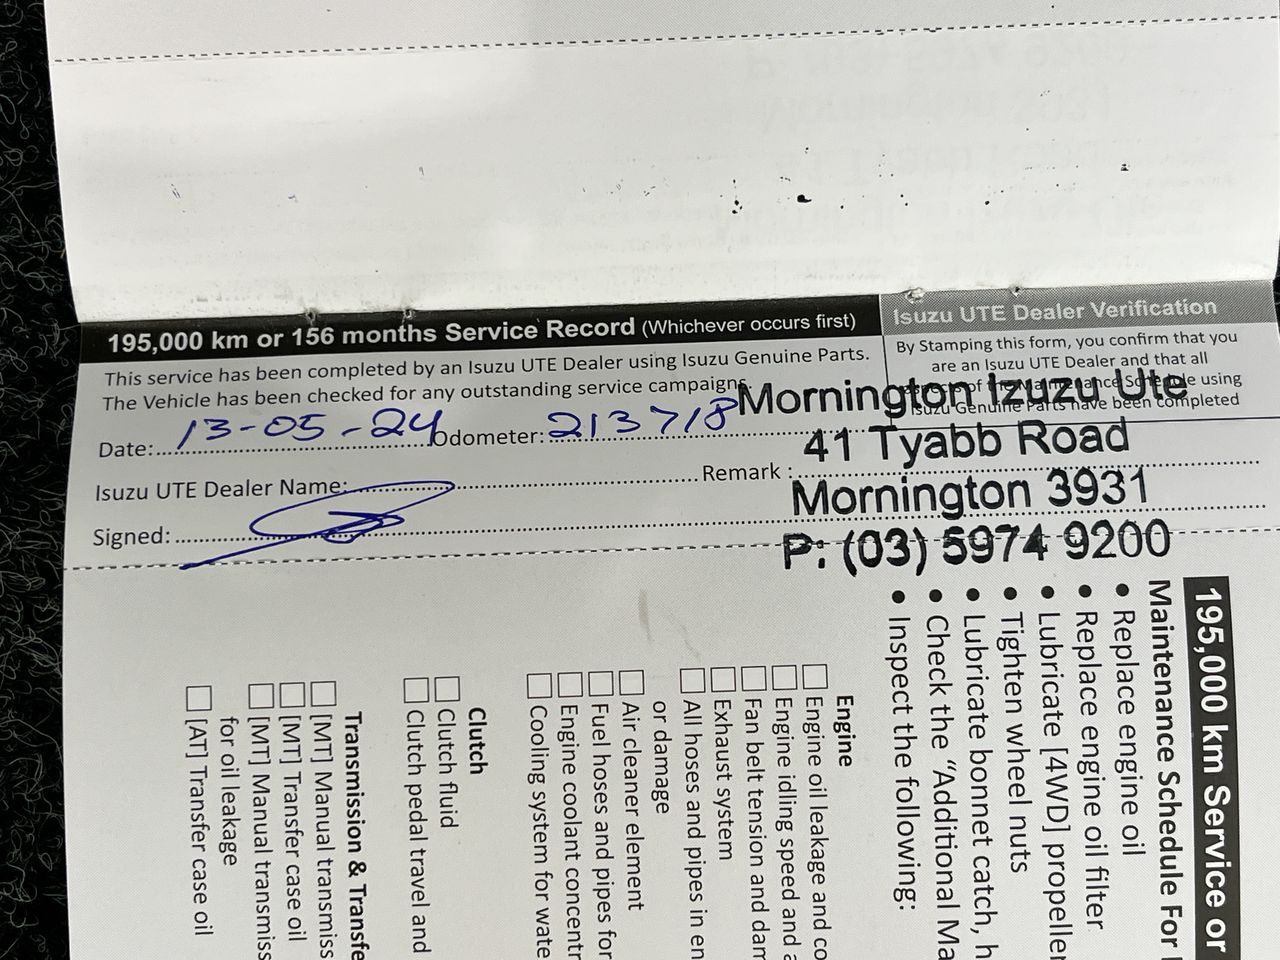 195,000 km or 156 months Service Record (Whichever occurs first)
Isuzu UTE Dealer Verification
This service has been completed by an Isuzu UTE Dealer using Isuzu Genuine Parts.
The Vehicle has been checked for any outstanding service campaigns.
By Stamping this form, you confirm that you
are an Isuzu UTE Dealer and that all
of the Maintenance Schedule using
Isuzu Genuine Parts have been completed
Date: 13-05-24 Odometer: 213718
Isuzu UTE Dealer Name:
Remark :
Signed:
Mornington Izuzu Ute
41 Tyabb Road
Mornington 3931
P: (03) 5974 9200
195,000 km Service or
Maintenance Schedule For
• Replace engine oil
• Replace engine oil filter
• Lubricate [4WD] propeller
• Tighten wheel nuts
• Lubricate bonnet catch, h
• Check the "Additional Ma
• Inspect the following:
Engine
Engine oil leakage and co
Engine idling speed and a
Fan belt tension and dam
Exhaust system
All hoses and pipes in en
or damage
Air cleaner element
Fuel hoses and pipes for
Engine coolant concentr
Cooling system for wate
Clutch
Clutch fluid
Clutch pedal travel and
Transmission & Transfe
[MT] Manual transmiss
[MT] Transfer case oil
[MT] Manual transmiss
for oil leakage
[AT] Transfer case oil